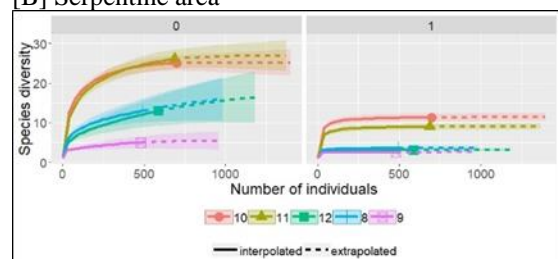 [B] Serpentine area
0 1
30
20
10
0
Species diversity
0 500 1000 0 500 1000
Number of individuals
10 11 12 8 9
interpolated extrapolated